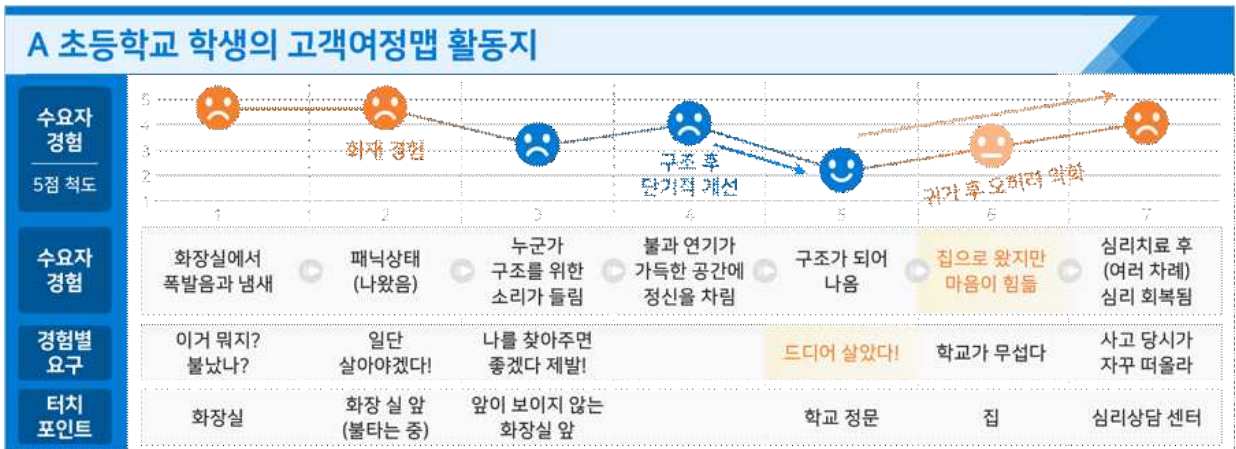 A 초등학교 학생의 고객여정맵 활동지
수요자
경험
5점 척도
5
4
3
2
1
화재 경험
구조 후
단기적 개선
귀가 후 오히려 악화
1
2
3
4
5
6
7
수요자
경험
화장실에서
폭발음과 냄새
패닉상태
(나왔음)
누군가
구조를 위한
소리가 들림
불과 연기가
가득한 공간에
정신을 차림
구조가 되어
나옴
집으로 왔지만
마음이 힘듦
심리치료 후
(여러 차례)
심리 회복됨
경험별
요구
이거 뭐지?
불났나?
일단
살아야겠다!
나를 찾아주면
좋겠다 제발!
드디어 살았다!
학교가 무섭다
사고 당시가
자꾸 떠올라
터치
포인트
화장실
화장 실 앞
(불타는 중)
앞이 보이지 않는
화장실 앞
학교 정문
집
심리상담 센터